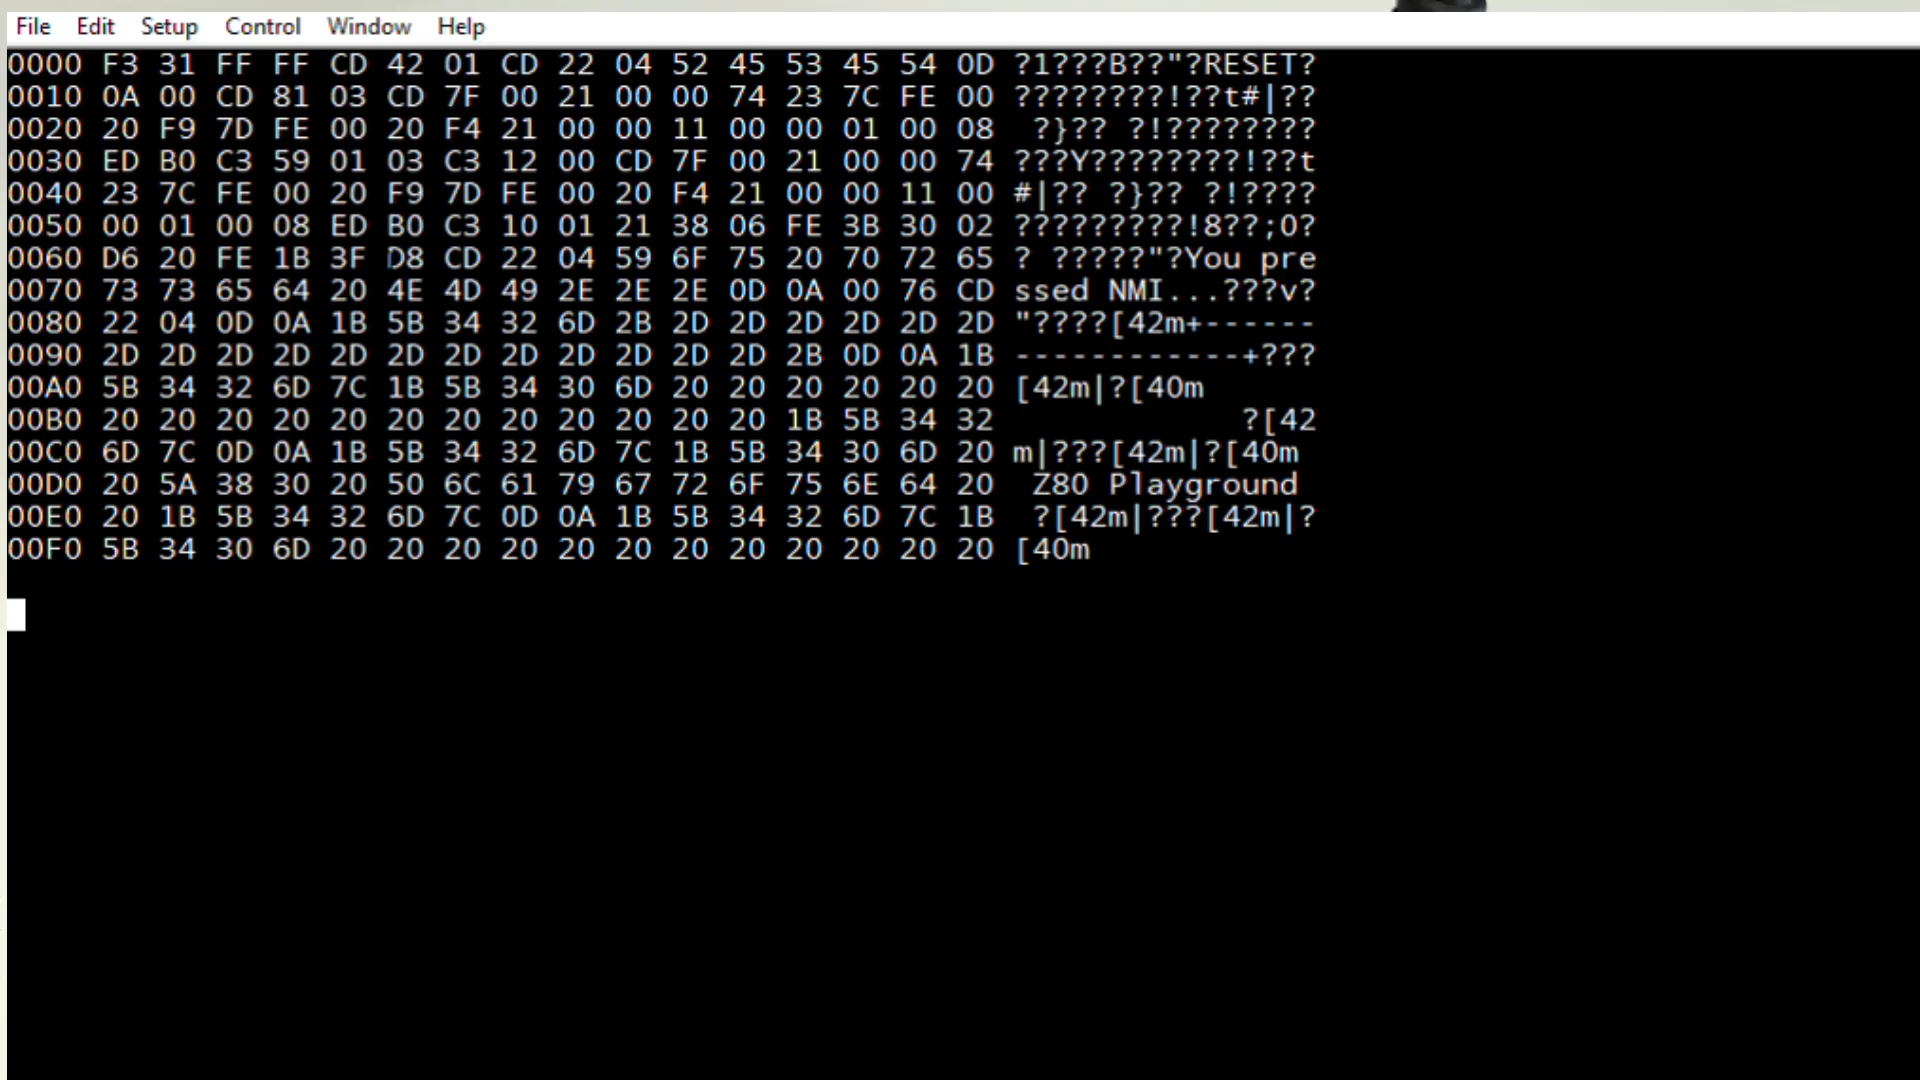 File Edit Setup Control Window Help
0000 F3 31 FF FF CD 42 01 CD 22 04 52 45 53 45 54 0D ?1???B??"?RESET?
0010 0A 00 CD 81 03 CD 7F 00 21 00 00 74 23 7C FE 00 ????????!??t#|??
0020 20 F9 7D FE 00 20 F4 21 00 00 11 00 00 01 00 08  ?}?? ?!????????
0030 ED B0 C3 59 01 03 C3 12 00 CD 7F 00 21 00 00 74 ???Y????????!??t
0040 23 7C FE 00 20 F9 7D FE 00 20 F4 21 00 00 11 00 #|?? ?}?? ?!????
0050 00 01 00 08 ED B0 C3 10 01 21 38 06 FE 3B 30 02 ?????????!8??;0?
0060 D6 20 FE 1B 3F D8 CD 22 04 59 6F 75 20 70 72 65 ? ?????"?You pre
0070 73 73 65 64 20 4E 4D 49 2E 2E 2E 0D 0A 00 76 CD ssed NMI...???v?
0080 22 04 0D 0A 1B 5B 34 32 6D 2B 2D 2D 2D 2D 2D 2D "????[42m+------
0090 2D 2D 2D 2D 2D 2D 2D 2D 2D 2D 2D 2D 2B 0D 0A 1B ------------+???
00A0 5B 34 32 6D 7C 1B 5B 34 30 6D 20 20 20 20 20 20 [42m|?[40m
00B0 20 20 20 20 20 20 20 20 20 20 20 20 1B 5B 34 32             ?[42
00C0 6D 7C 0D 0A 1B 5B 34 32 6D 7C 1B 5B 34 30 6D 20 m|???[42m|?[40m
00D0 20 5A 38 30 20 50 6C 61 79 67 72 6F 75 6E 64 20  Z80 Playground
00E0 20 1B 5B 34 32 6D 7C 0D 0A 1B 5B 34 32 6D 7C 1B  ?[42m|???[42m|?
00F0 5B 34 30 6D 20 20 20 20 20 20 20 20 20 20 20 20 [40m